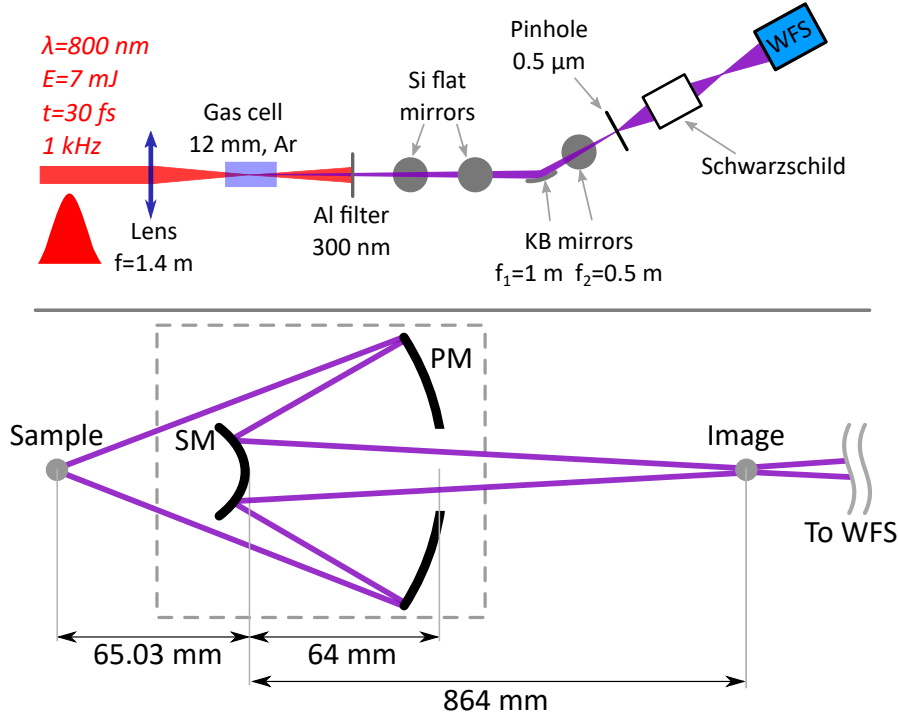 λ=800 nm
E=7 mJ
t=30 fs
1 kHz
Lens
f=1.4 m
Gas cell
12 mm, Ar
Al filter
300 nm
Si flat
mirrors
KB mirrors
f₁=1 m f₂=0.5 m
Pinhole
0.5 μm
Schwarzschild
WFS
Sample
SM
PM
Image
To WFS
65.03 mm
64 mm
864 mm